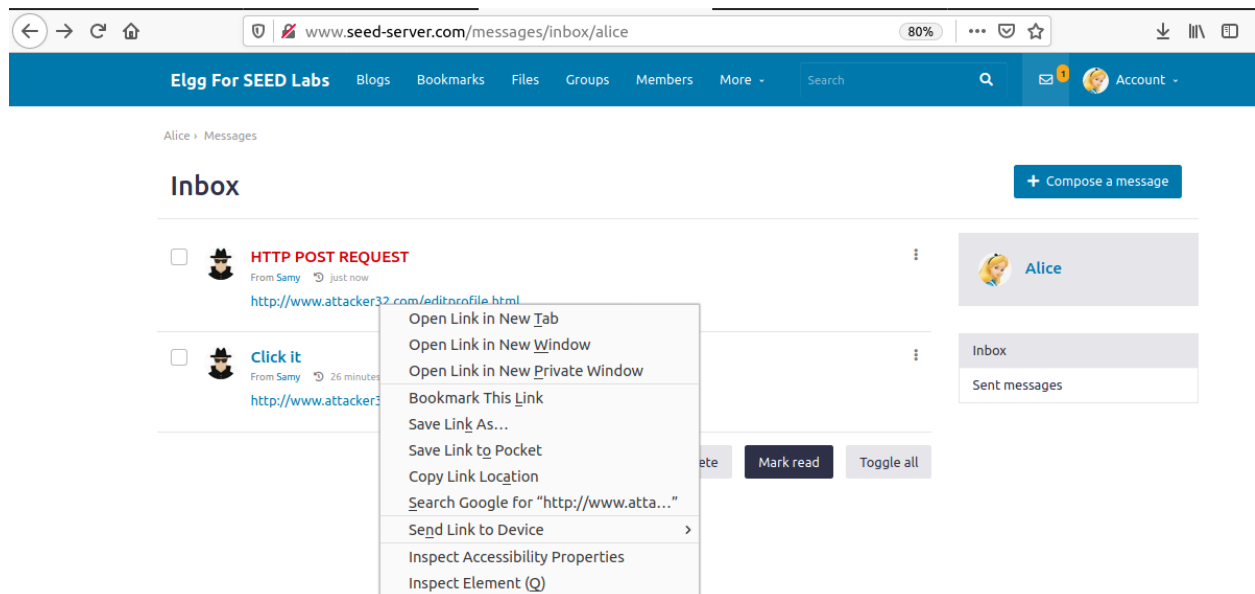 www.seed-server.com/messages/inbox/alice 80%
Elgg For SEED Labs Blogs Bookmarks Files Groups Members More Search 1 Account
Alice › Messages
Inbox
+ Compose a message
HTTP POST REQUEST
From Samy just now
http://www.attacker32.com/editprofile.html
Alice
Click it
From Samy 26 minutes
http://www.attacker3
Inbox
Sent messages
Open Link in New Tab
Open Link in New Window
Open Link in New Private Window
Bookmark This Link
Save Link As...
Save Link to Pocket
Copy Link Location
Search Google for “http://www.atta...”
Send Link to Device
Inspect Accessibility Properties
Inspect Element (Q)
ete Mark read Toggle all